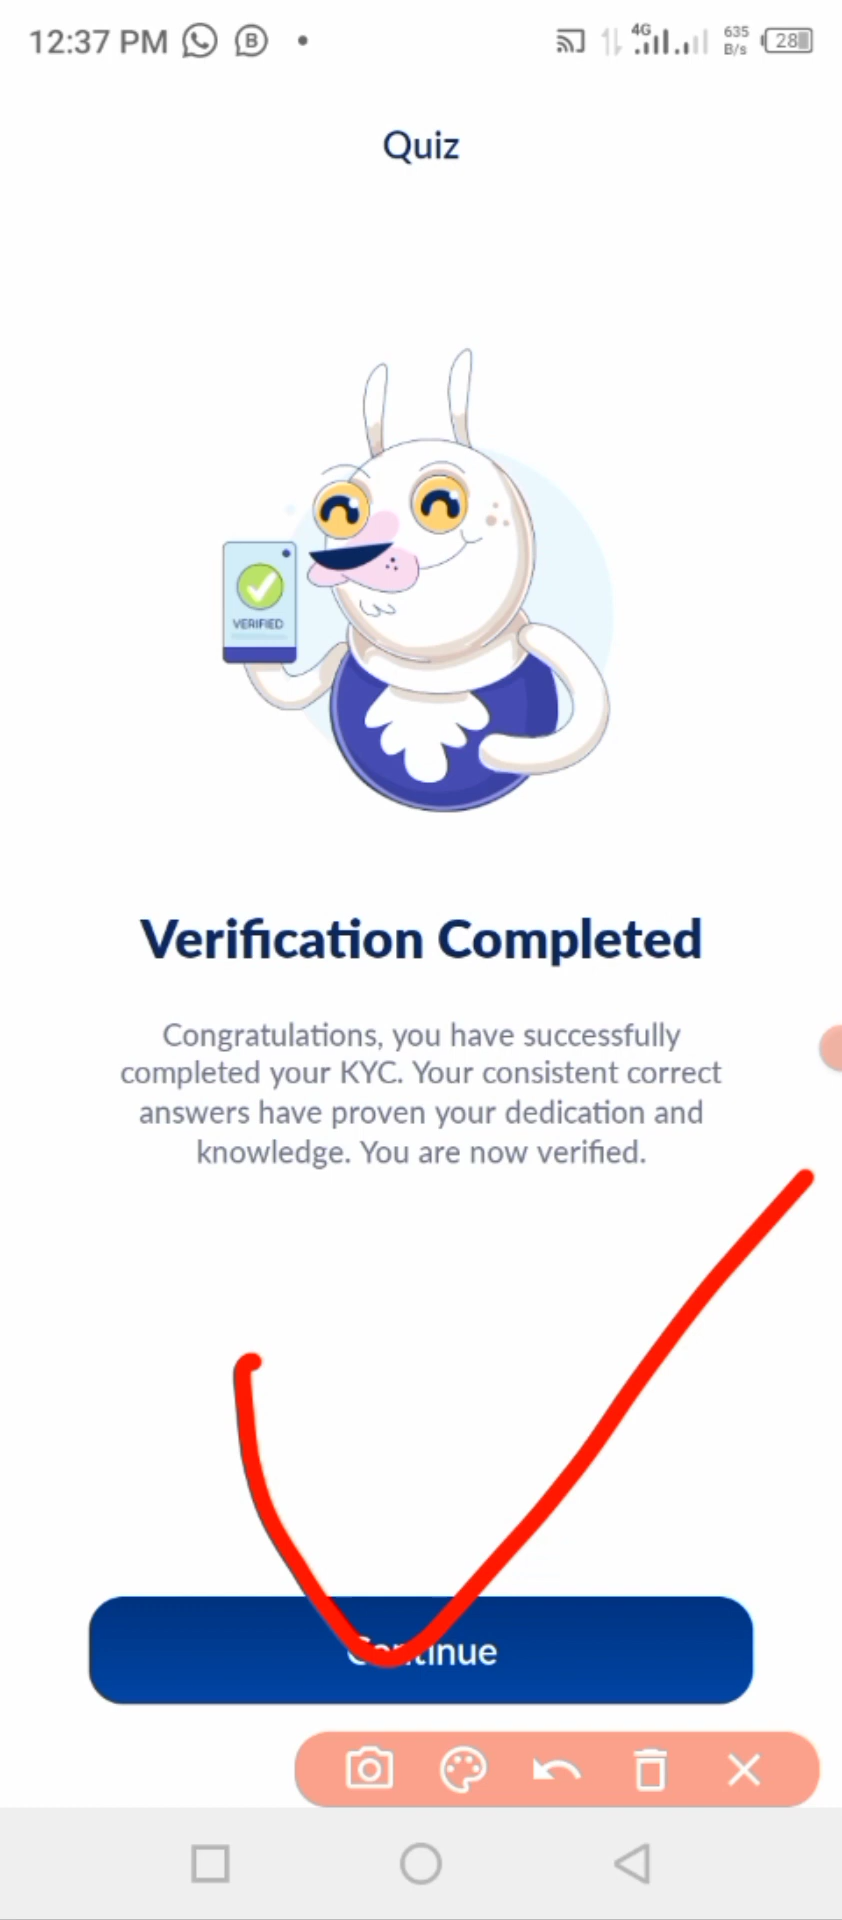 12:37 PM
4G
635
B/s
28
Quiz
VERIFIED
Verification Completed
Congratulations, you have successfully
completed your KYC. Your consistent correct
answers have proven your dedication and
knowledge. You are now verified.
Continue